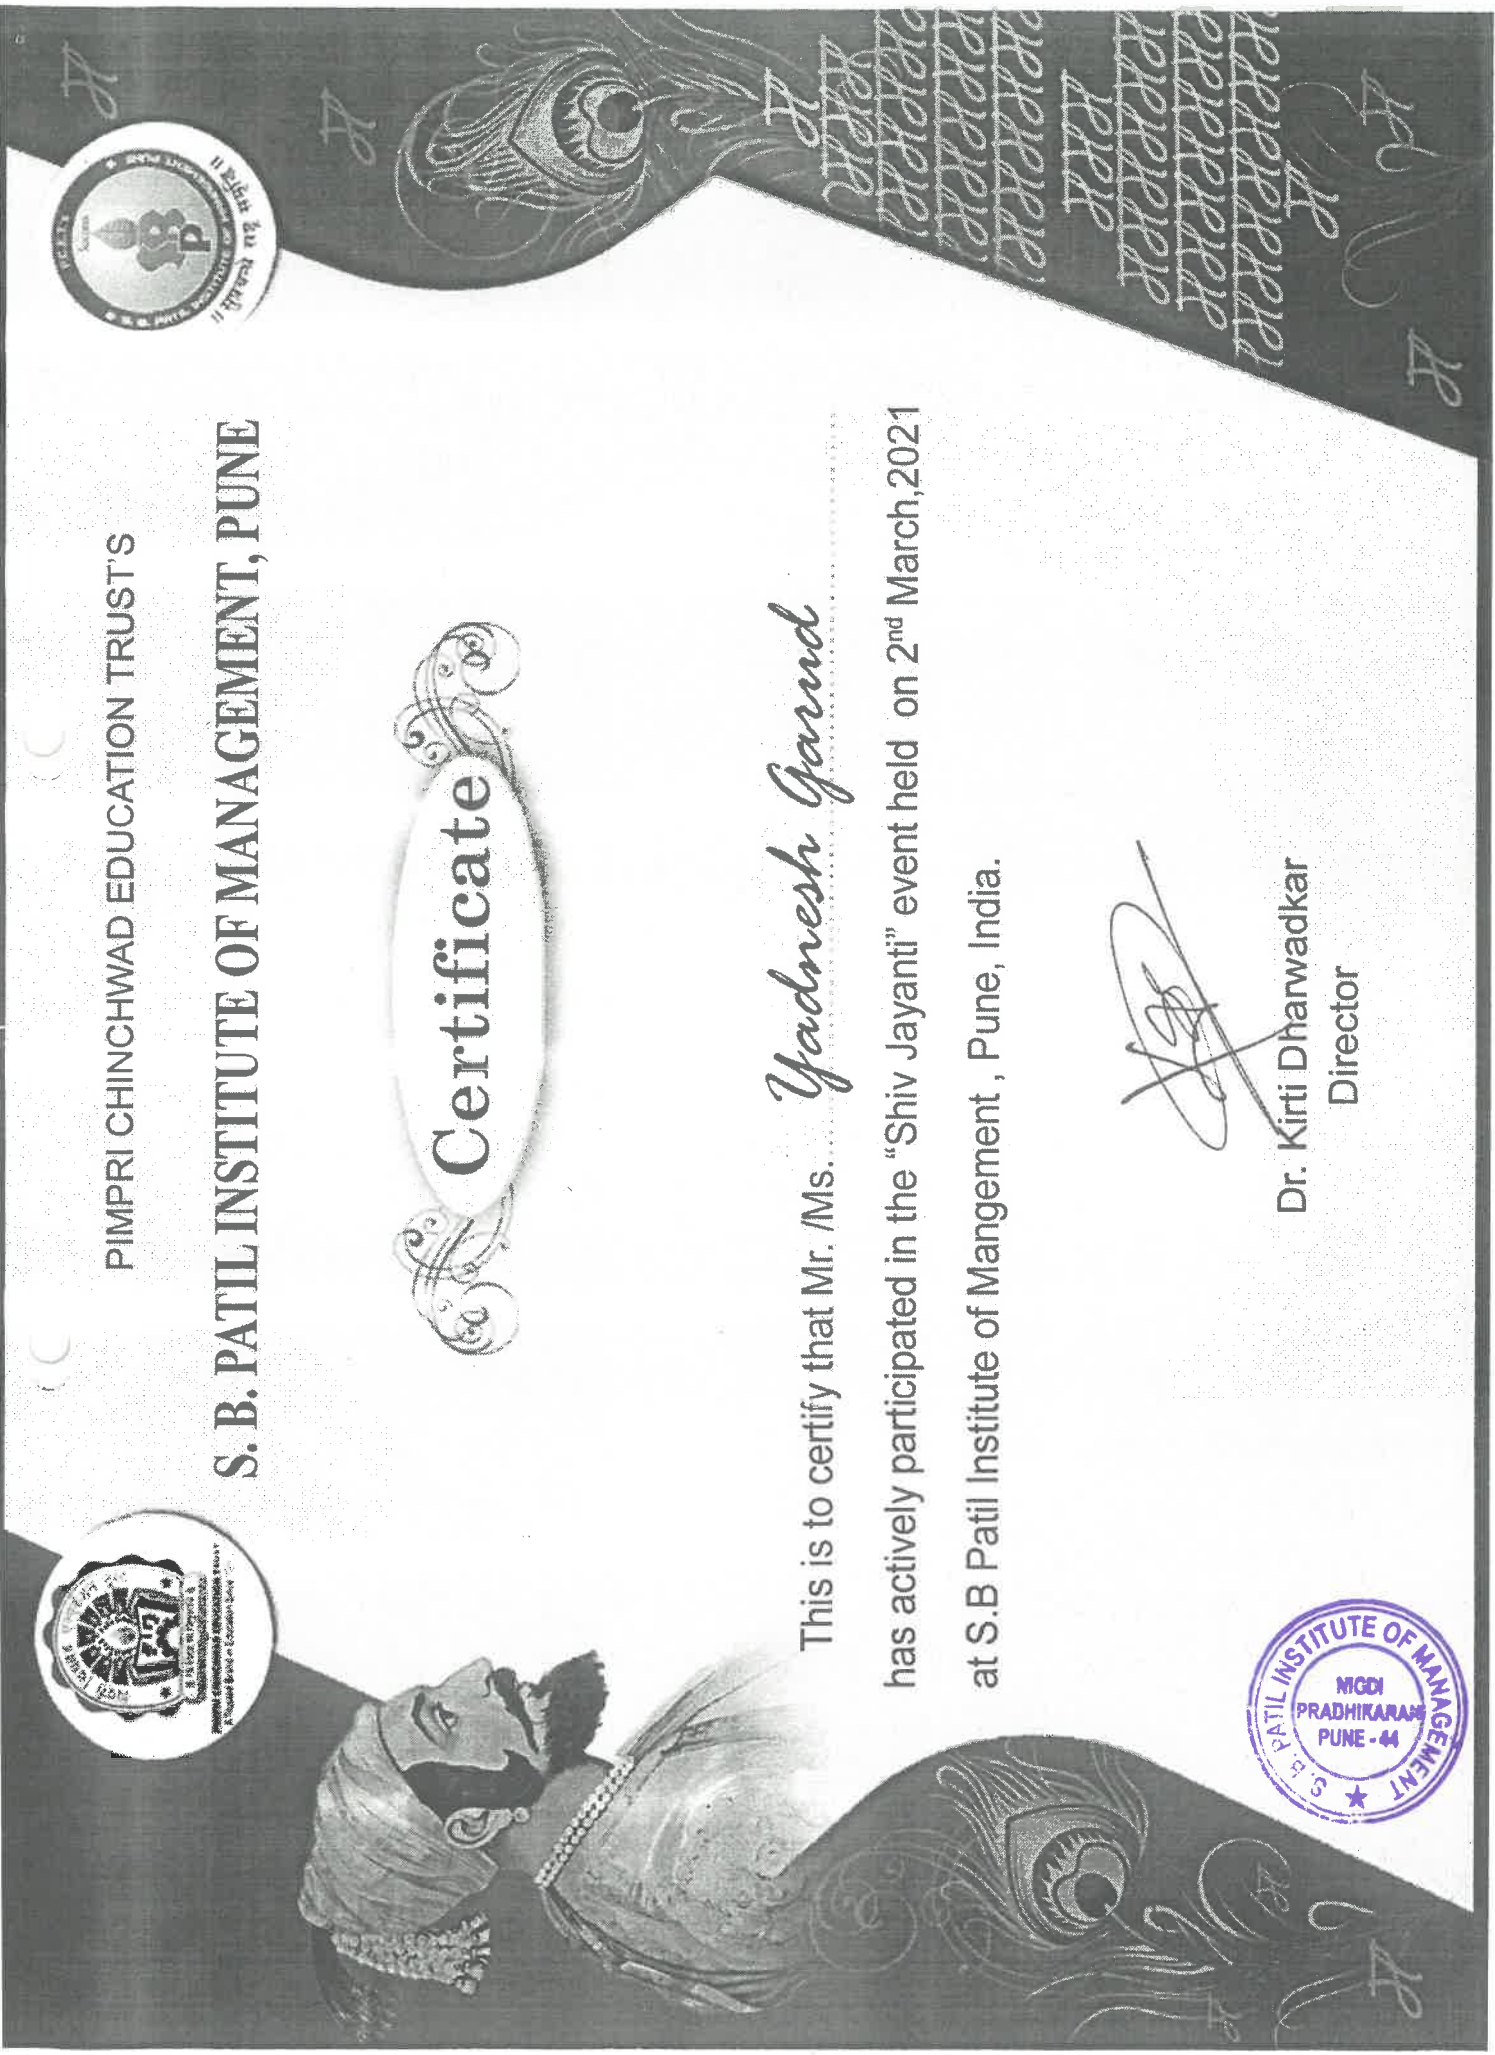 PIMPRI CHINCHWAD EDUCATION TRUST'S
S. B. PATIL INSTITUTE OF MANAGEMENT, PUNE
Certificate
This is to certify that Mr. /Ms. Yadnesh Garud
has actively participated in the "Shiv Jayanti" event held on 2nd March,2021
at S.B Patil Institute of Mangement , Pune, India.
Dr. Kirti Dharwadkar
Director
S. B. PATIL INSTITUTE OF MANAGEMENT
NIGDI
PRADHIKARAN
PUNE - 44